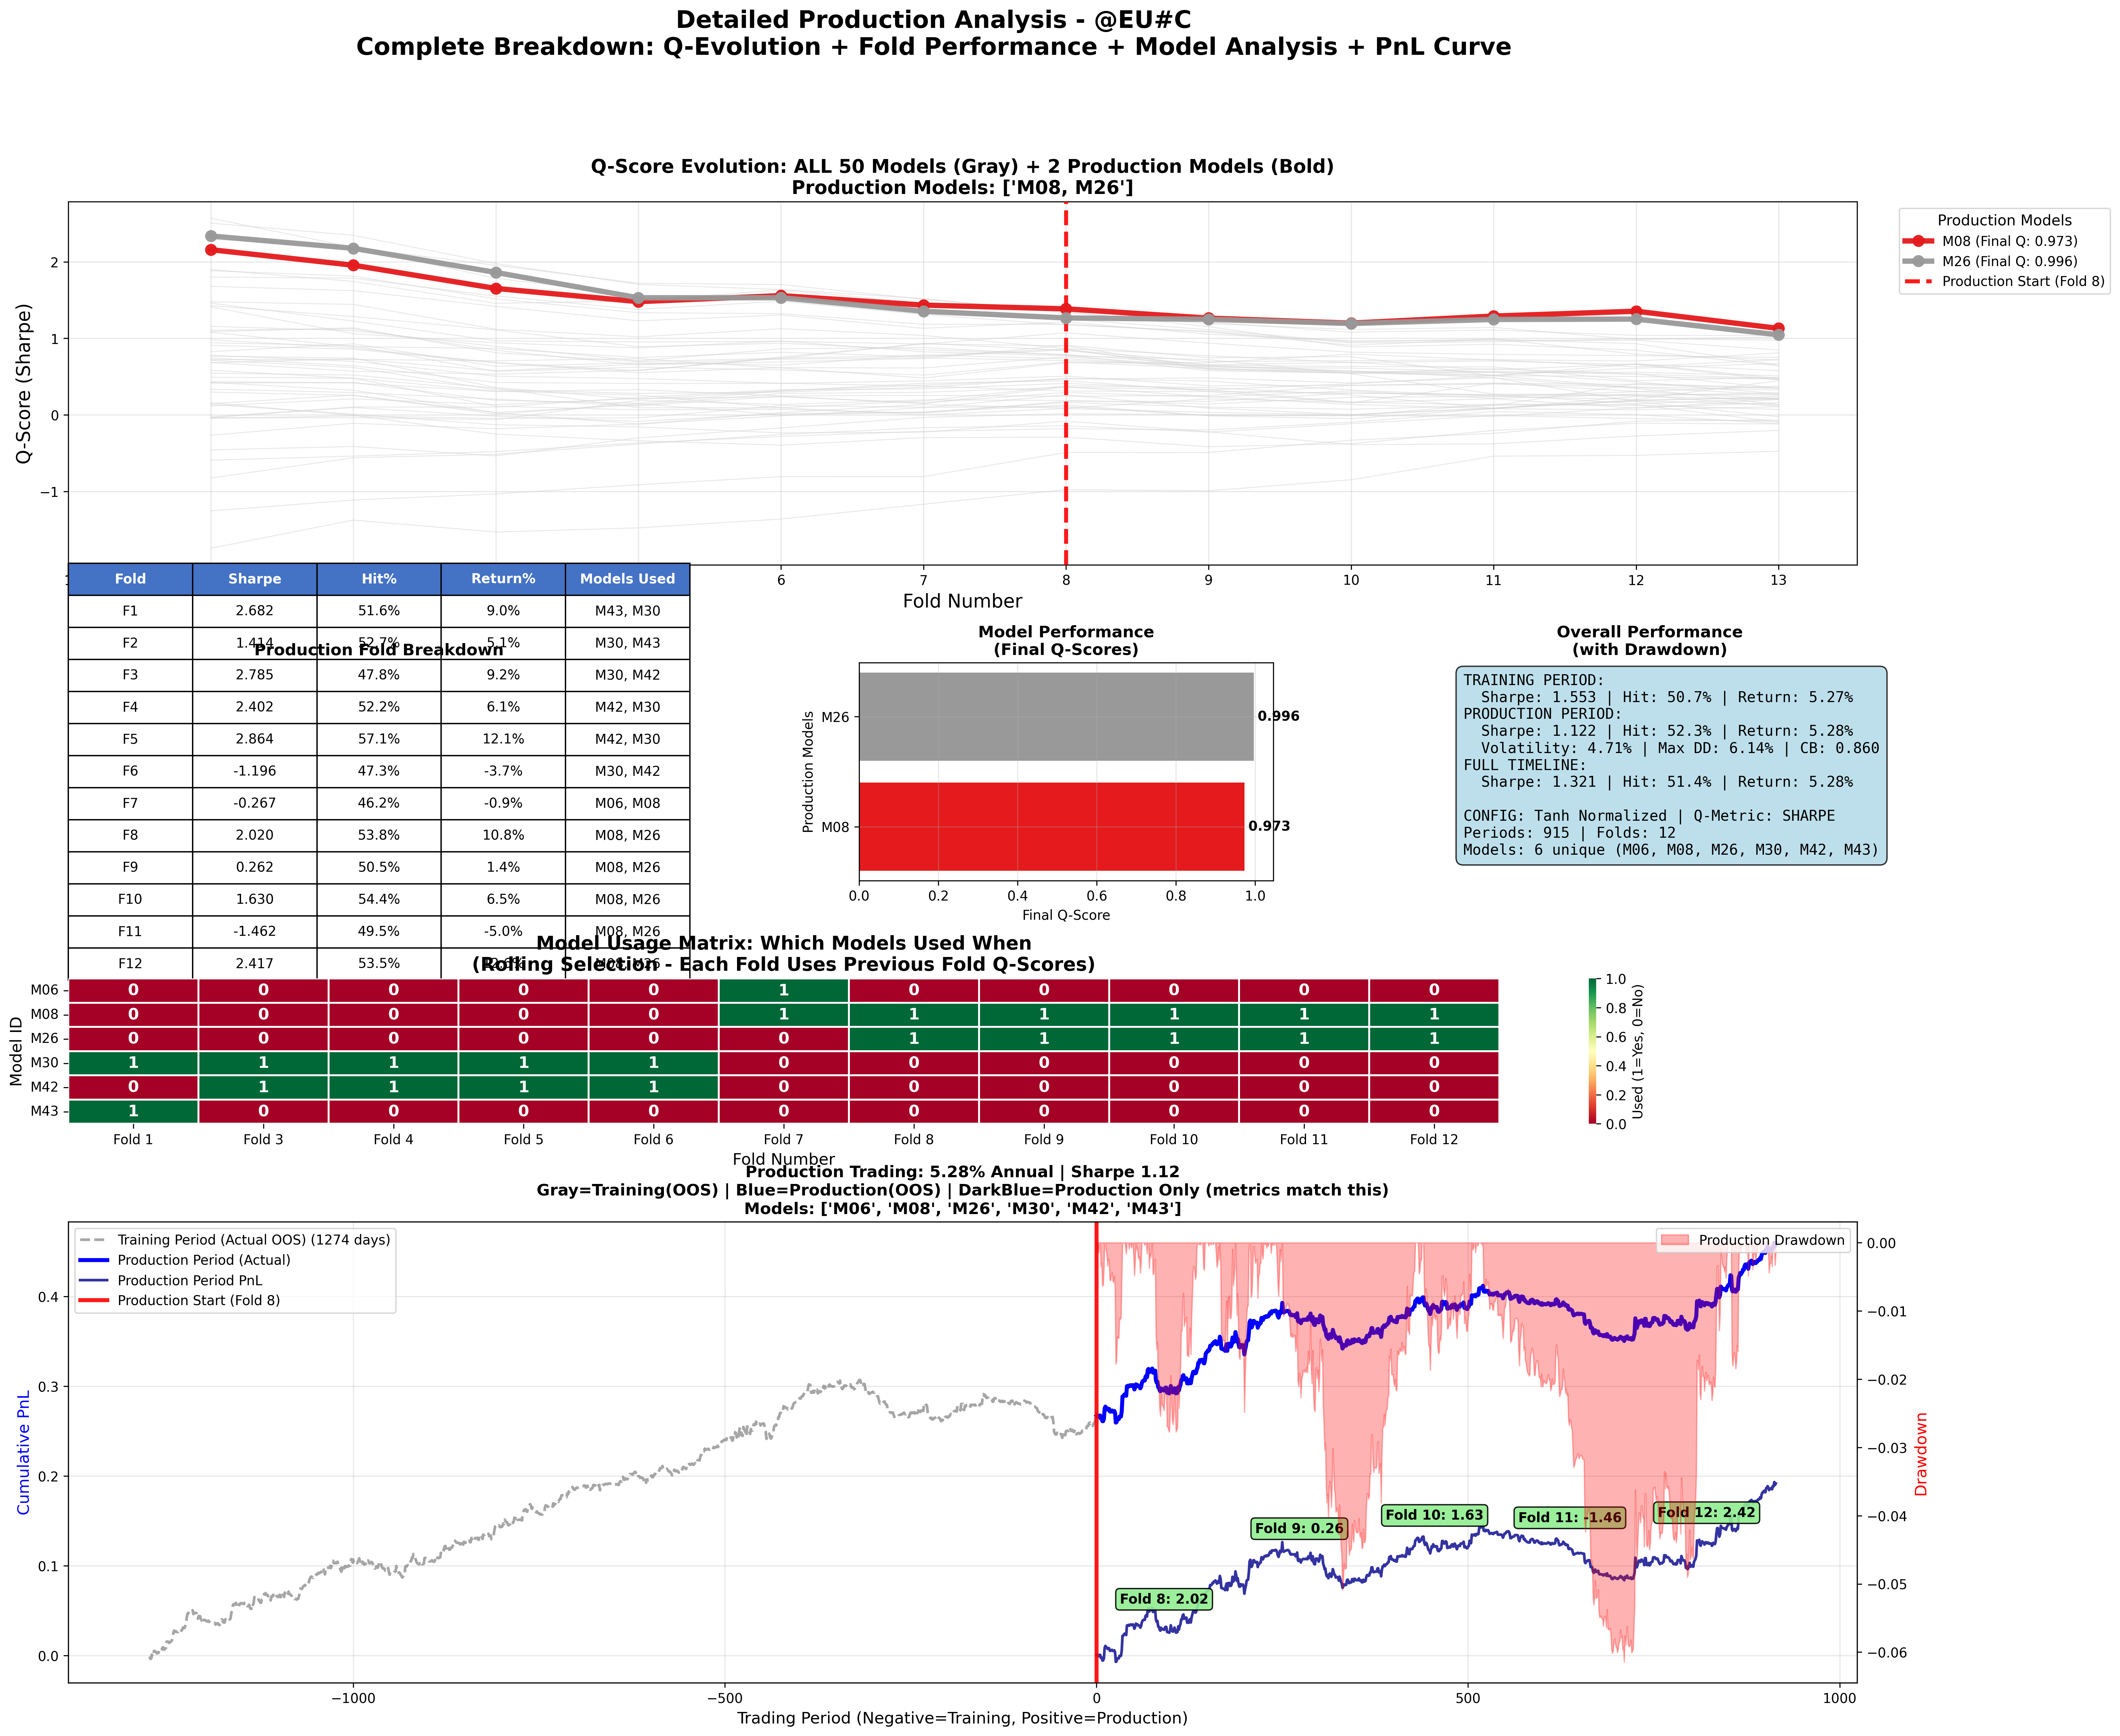 Detailed Production Analysis - @EU#C
Complete Breakdown: Q-Evolution + Fold Performance + Model Analysis + PnL Curve
Q-Score Evolution: ALL 50 Models (Gray) + 2 Production Models (Bold)
Production Models: ['M08, M26']
Q-Score (Sharpe)
2
1
0
−1
6 7 8 9 10 11 12 13
Fold Number
Production Models
M08 (Final Q: 0.973)
M26 (Final Q: 0.996)
Production Start (Fold 8)
Production Fold Breakdown
Fold Sharpe Hit% Return% Models Used
F1 2.682 51.6% 9.0% M43, M30
F2 1.414 52.7% 5.1% M30, M43
F3 2.785 47.8% 9.2% M30, M42
F4 2.402 52.2% 6.1% M42, M30
F5 2.864 57.1% 12.1% M42, M30
F6 -1.196 47.3% -3.7% M30, M42
F7 -0.267 46.2% -0.9% M06, M08
F8 2.020 53.8% 10.8% M08, M26
F9 0.262 50.5% 1.4% M08, M26
F10 1.630 54.4% 6.5% M08, M26
F11 -1.462 49.5% -5.0% M08, M26
F12 2.417 53.5% M08, M26
Model Performance
(Final Q-Scores)
Production Models
M26
M08
0.996
0.973
0.0 0.2 0.4 0.6 0.8 1.0
Final Q-Score
Overall Performance
(with Drawdown)
TRAINING PERIOD:
Sharpe: 1.553 | Hit: 50.7% | Return: 5.27%
PRODUCTION PERIOD:
Sharpe: 1.122 | Hit: 52.3% | Return: 5.28%
Volatility: 4.71% | Max DD: 6.14% | CB: 0.860
FULL TIMELINE:
Sharpe: 1.321 | Hit: 51.4% | Return: 5.28%
CONFIG: Tanh Normalized | Q-Metric: SHARPE
Periods: 915 | Folds: 12
Models: 6 unique (M06, M08, M26, M30, M42, M43)
Model Usage Matrix: Which Models Used When
(Rolling Selection - Each Fold Uses Previous Fold Q-Scores)
Model ID
M06 0 0 0 0 0 1 0 0 0 0 0
M08 0 0 0 0 0 1 1 1 1 1 1
M26 0 0 0 0 0 0 1 1 1 1 1
M30 1 1 1 1 1 0 0 0 0 0 0
M42 0 1 1 1 1 0 0 0 0 0 0
M43 1 0 0 0 0 0 0 0 0 0 0
Fold 1 Fold 3 Fold 4 Fold 5 Fold 6 Fold 7 Fold 8 Fold 9 Fold 10 Fold 11 Fold 12
Fold Number
1.0
0.8
0.6
0.4
0.2
0.0
Used (1=Yes, 0=No)
Production Trading: 5.28% Annual | Sharpe 1.12
Gray=Training(OOS) | Blue=Production(OOS) | DarkBlue=Production Only (metrics match this)
Models: ['M06', 'M08', 'M26', 'M30', 'M42', 'M43']
Training Period (Actual OOS) (1274 days)
Production Period (Actual)
Production Period PnL
Production Start (Fold 8)
Production Drawdown
Cumulative PnL
0.4
0.3
0.2
0.1
0.0
Fold 8: 2.02
Fold 9: 0.26
Fold 10: 1.63
Fold 11: -1.46
Fold 12: 2.42
0.00
−0.01
−0.02
−0.03
−0.04
−0.05
−0.06
Drawdown
−1000 −500 0 500 1000
Trading Period (Negative=Training, Positive=Production)